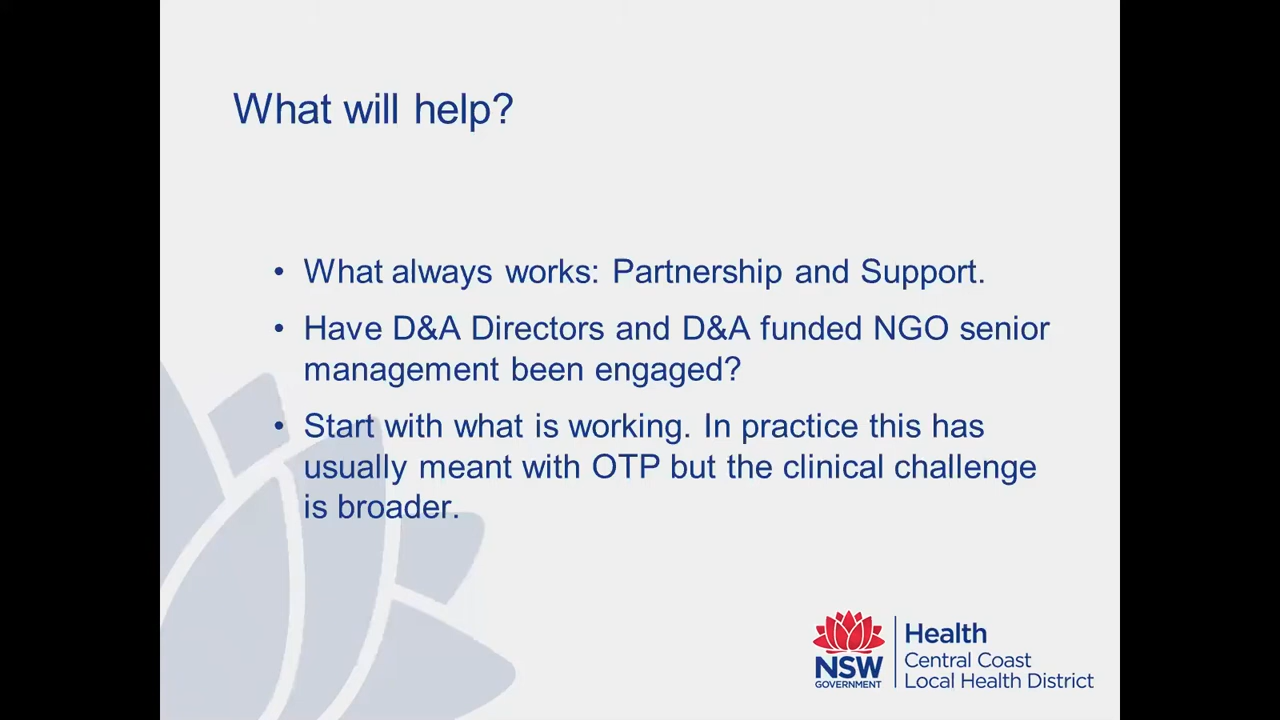 What will help?
• What always works: Partnership and Support.
• Have D&A Directors and D&A funded NGO senior
management been engaged?
• Start with what is working. In practice this has
usually meant with OTP but the clinical challenge
is broader.
NSW
GOVERNMENT
Health
Central Coast
Local Health District